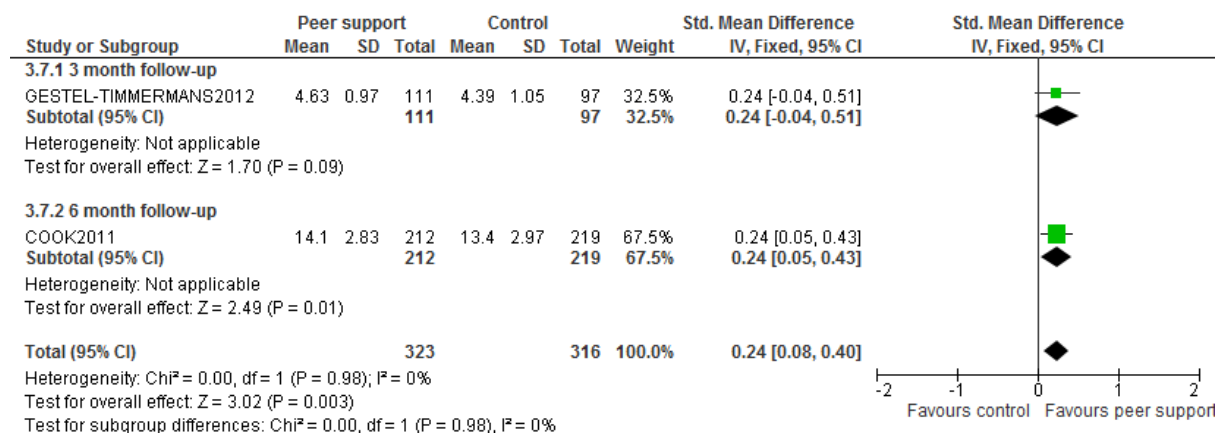 Peer support Control Std. Mean Difference Std. Mean Difference
Study or Subgroup Mean SD Total Mean SD Total Weight IV, Fixed, 95% CI IV, Fixed, 95% CI
3.7.1 3 month follow-up
GESTEL-TIMMERMANS2012 4.63 0.97 111 4.39 1.05 97 32.5% 0.24 [-0.04, 0.51]
Subtotal (95% CI) 111 97 32.5% 0.24 [-0.04, 0.51]
Heterogeneity: Not applicable
Test for overall effect: Z = 1.70 (P = 0.09)
3.7.2 6 month follow-up
COOK2011 14.1 2.83 212 13.4 2.97 219 67.5% 0.24 [0.05, 0.43]
Subtotal (95% CI) 212 219 67.5% 0.24 [0.05, 0.43]
Heterogeneity: Not applicable
Test for overall effect: Z = 2.49 (P = 0.01)
Total (95% CI) 323 316 100.0% 0.24 [0.08, 0.40]
Heterogeneity: Chi² = 0.00, df = 1 (P = 0.98); I² = 0%
Test for overall effect: Z = 3.02 (P = 0.003)
Test for subgroup differences: Chi² = 0.00, df = 1 (P = 0.98), I² = 0%
-2 -1 0 1 2
Favours control Favours peer support